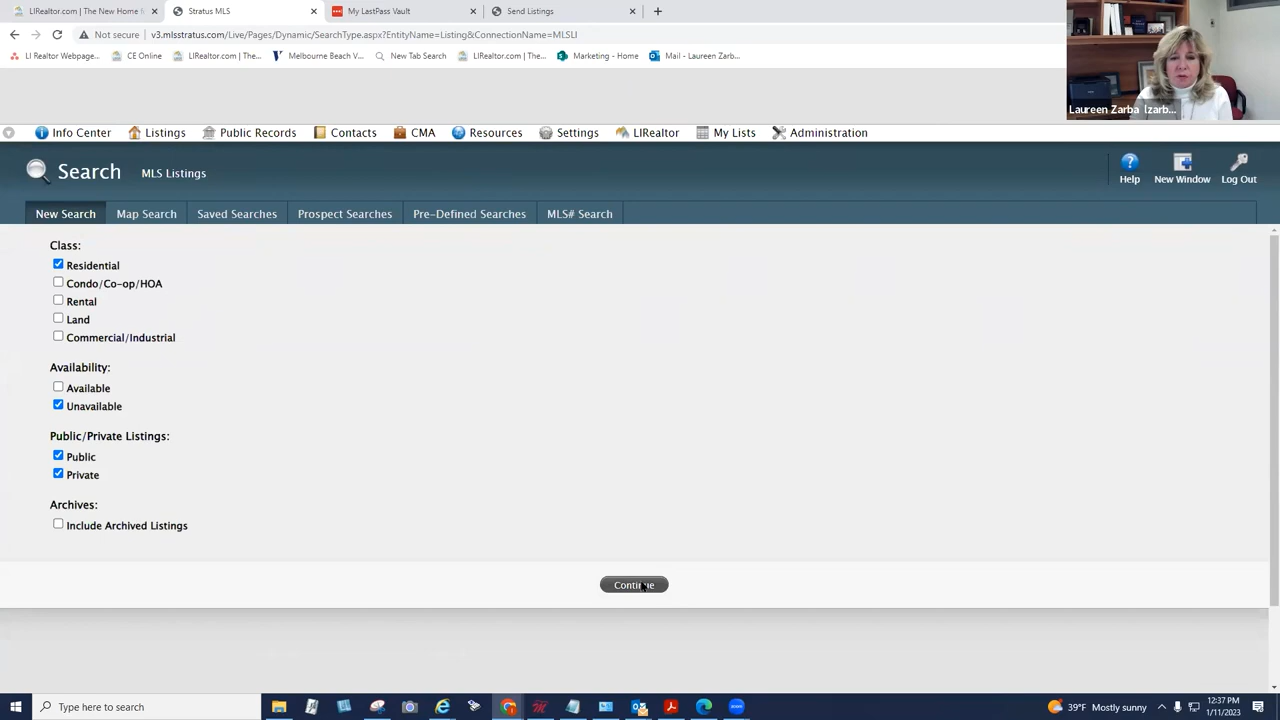 LIRealtor.com | The New Home f
Stratus MLS
My LastPass Vault
Send Listings
Not secure | v3.mlsstratus.com/Live/Pages/Dynamic/SearchType.aspx?EntityNam
ConnectionName=MLSLI
LI Realtor Webpage...
CE Online
LIRealtor.com | The...
Melbourne Beach V...
New Tab Search
LIRealtor.com | The...
Marketing - Home
Mail - Laureen Zarb...
Laureen Zarba lzarb...
Info Center
Listings
Public Records
Contacts
CMA
Resources
Settings
LIRealtor
My Lists
Administration
Search MLS Listings
Help
New Window
Log Out
New Search
Map Search
Saved Searches
Prospect Searches
Pre-Defined Searches
MLS# Search
Class:
Residential
Condo/Co-op/HOA
Rental
Land
Commercial/Industrial
Availability:
Available
Unavailable
Public/Private Listings:
Public
Private
Archives:
Include Archived Listings
Continue
Type here to search
39°F Mostly sunny
12:37 PM
1/11/2023